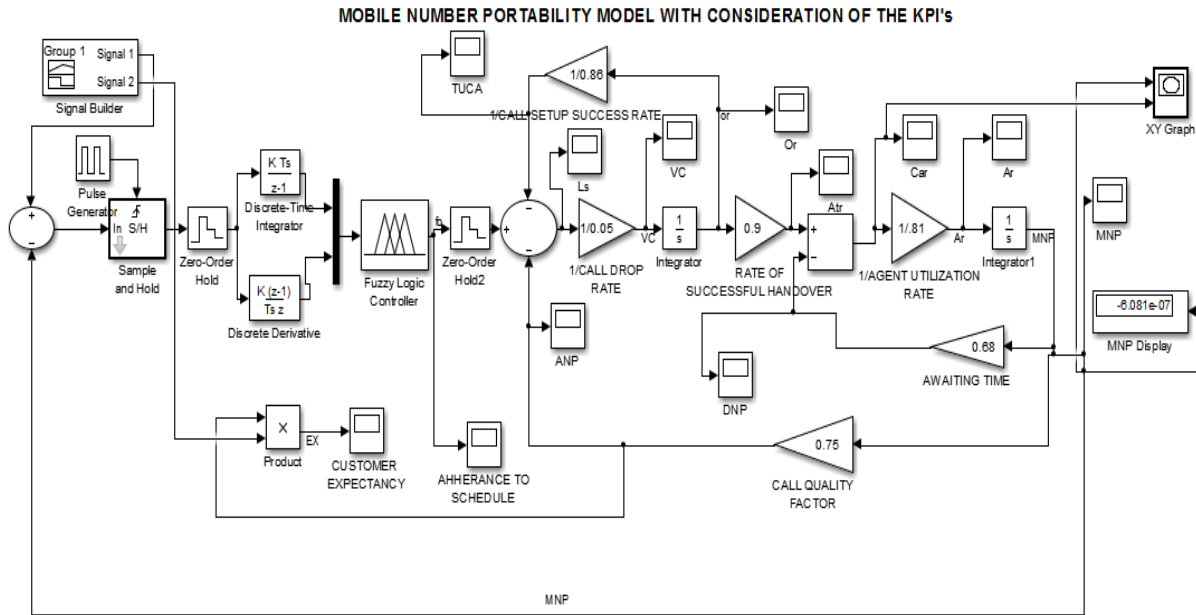 MOBILE NUMBER PORTABILITY MODEL WITH CONSIDERATION OF THE KPI's
Group 1
Signal 1
Signal 2
Signal Builder
TUCA
1/0.86
1/CALL SETUP SUCCESS RATE
or
Or
XY Graph
Pulse
Generator
In
S/H
Sample
and Hold
Zero-Order
Hold
K Ts
z-1
Discrete-Time
Integrator
K (z-1)
Ts z
Discrete Derivative
Fuzzy Logic
Controller
fo
Zero-Order
Hold2
Ls
VC
1/0.05
1/CALL DROP
RATE
VC
1
s
Integrator
0.9
RATE OF
SUCCESSFUL HANDOVER
Atr
Car
Ar
1/.81
1/AGENT UTILIZATION
RATE
Ar
1
s
Integrator1
MNP
MNP
-6.081e-07
MNP Display
ANP
DNP
0.68
AWAITING TIME
X
Product
EX
CUSTOMER
EXPECTANCY
AHHERANCE TO
SCHEDULE
0.75
CALL QUALITY
FACTOR
MNP